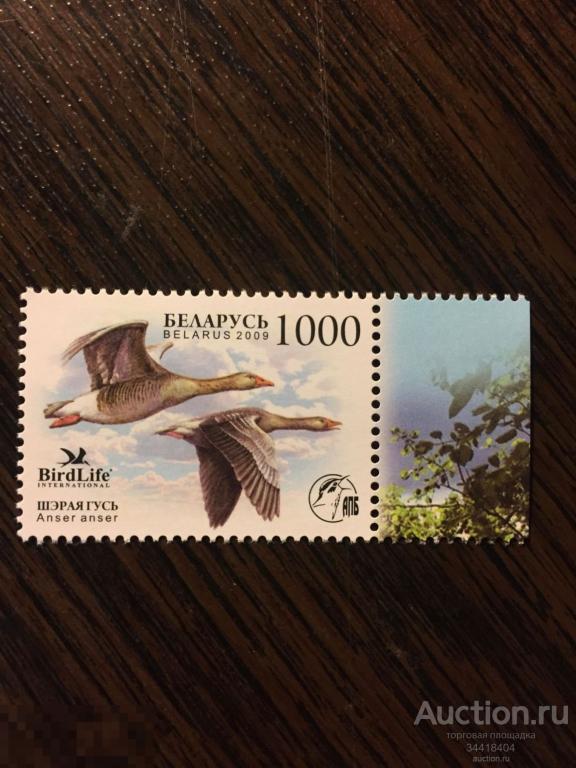 БЕЛАРУСЬ 1000
BELARUS 2009
BirdLife
INTERNATIONAL
ШЭРАЯ ГУСЬ
Anser anser
АПБ
Auction.ru
торговая площадка
34418404
auction.ru